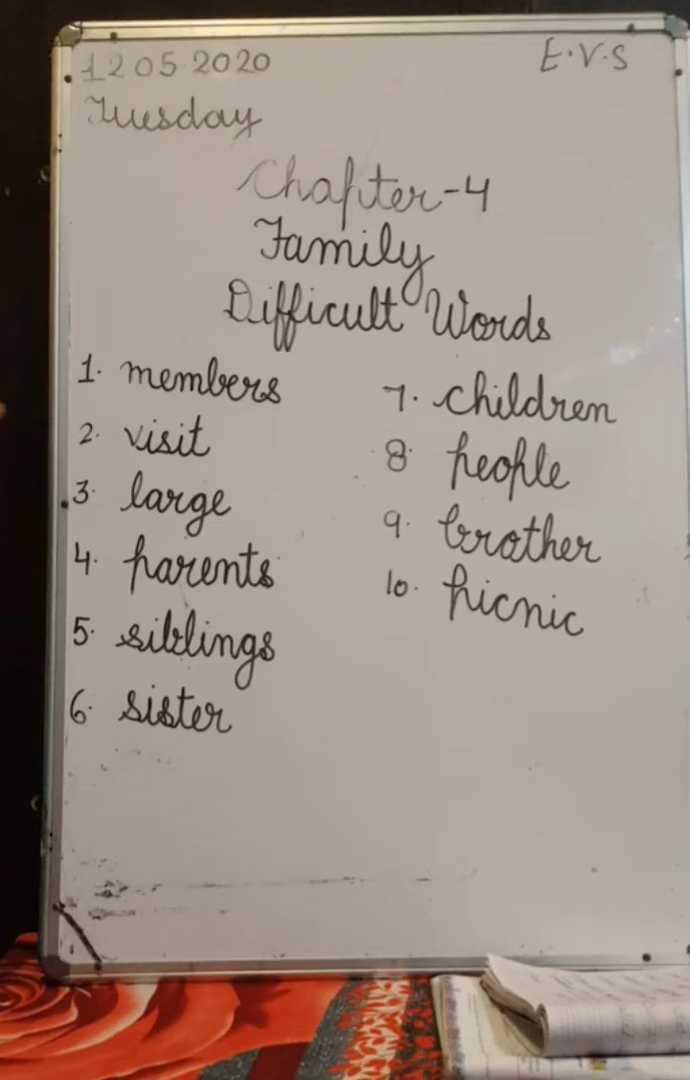 12 05 2020
E.V.S
Tuesday
Chapter-4
Family
Difficult Words
1. members
2. visit
3. large
4. parents
5. siblings
6. sister
7. children
8. people
9. brother
10. picnic